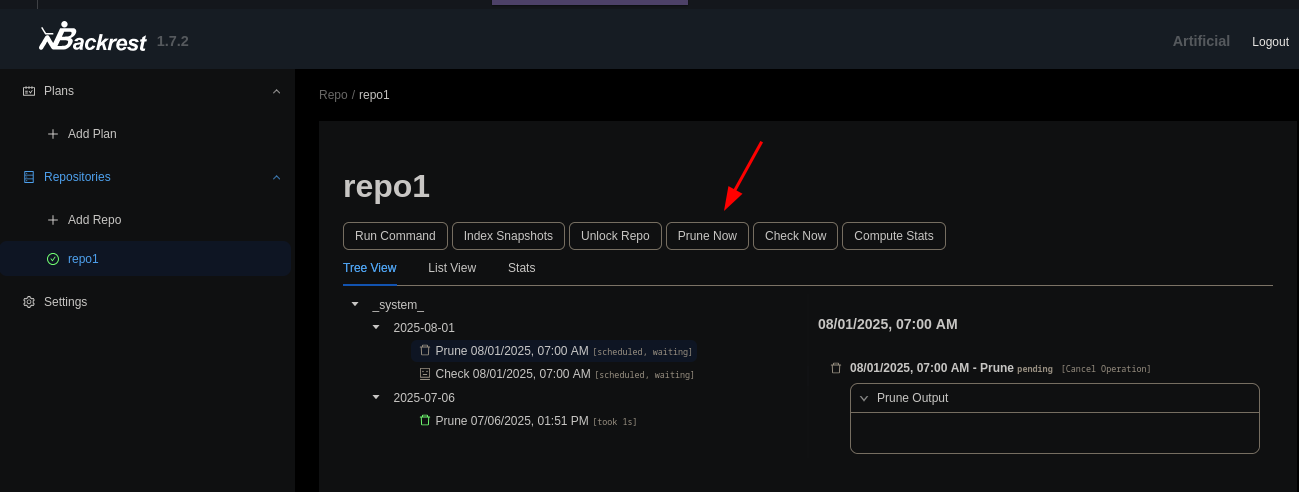 Backrest 1.7.2
Artificial Logout
Plans
Add Plan
Repositories
Add Repo
repo1
Settings
Repo / repo1
repo1
Run Command Index Snapshots Unlock Repo Prune Now Check Now Compute Stats
Tree View List View Stats
_system_
2025-08-01
Prune 08/01/2025, 07:00 AM [scheduled, waiting]
Check 08/01/2025, 07:00 AM [scheduled, waiting]
2025-07-06
Prune 07/06/2025, 01:51 PM [took 1s]
08/01/2025, 07:00 AM
08/01/2025, 07:00 AM - Prune pending [Cancel Operation]
Prune Output